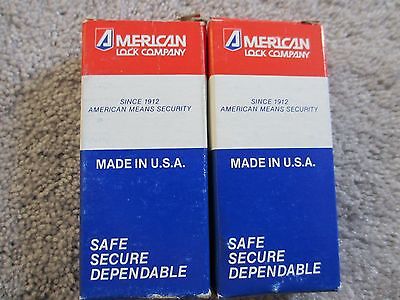 AMERICAN
LOCK COMPANY
SINCE 1912
AMERICAN MEANS SECURITY
MADE IN U.S.A.
SAFE
SECURE
DEPENDABLE
AMERICAN
LOCK COMPANY
SINCE 1912
AMERICAN MEANS SECURITY
MADE IN U.S.A.
SAFE
SECURE
DEPENDABLE